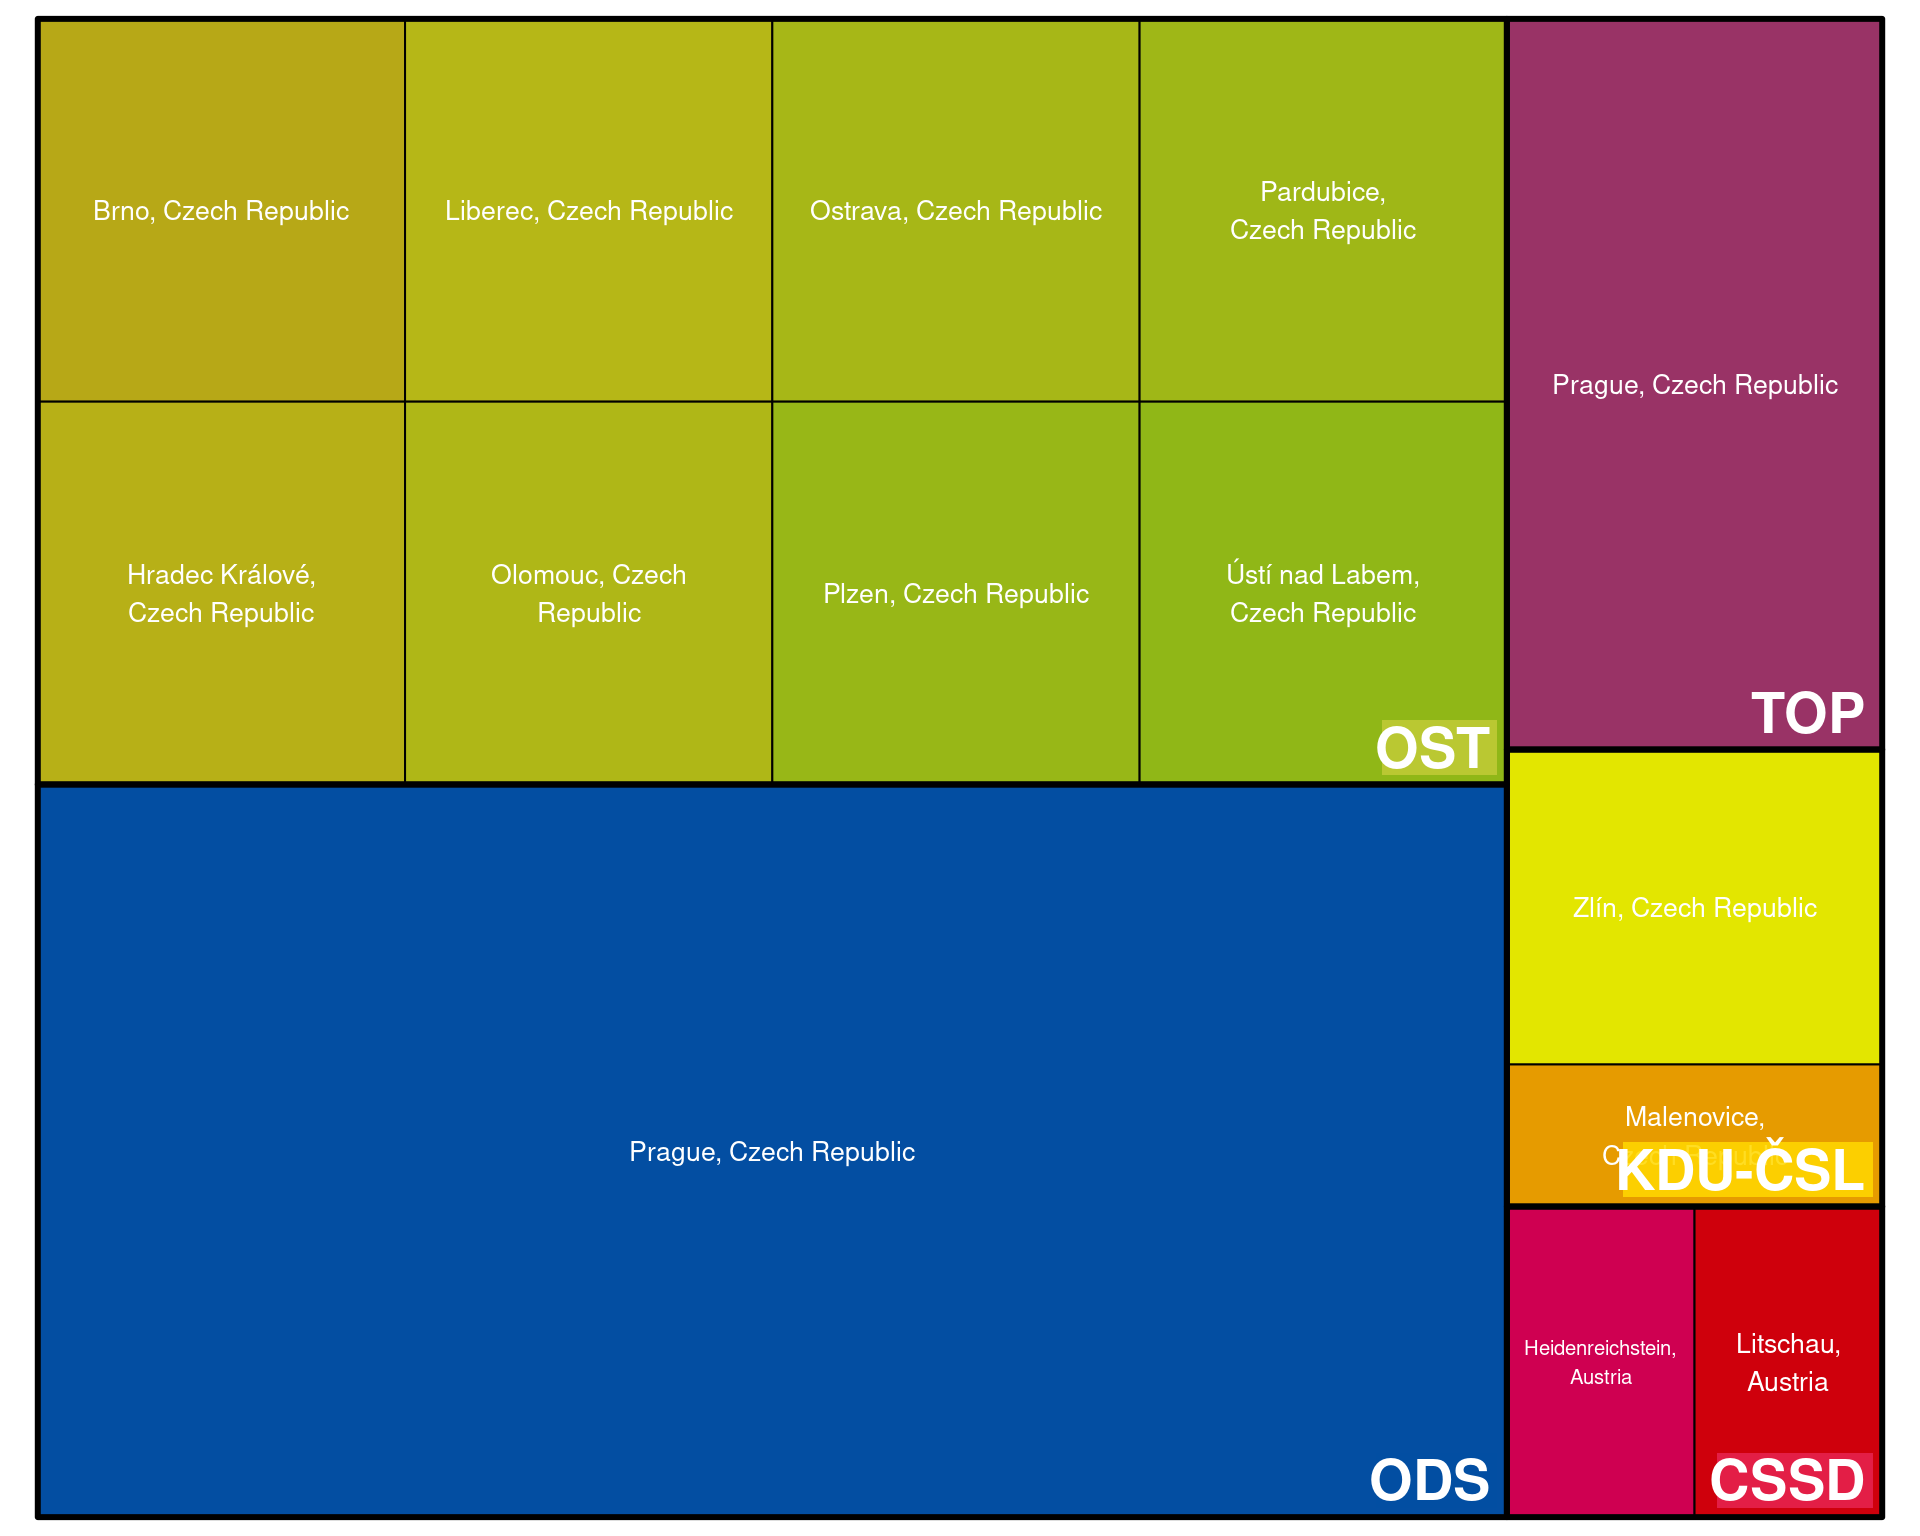 Brno, Czech Republic
Liberec, Czech Republic
Ostrava, Czech Republic
Pardubice,
Czech Republic
Hradec Králové,
Czech Republic
Olomouc, Czech
Republic
Plzen, Czech Republic
Ústí nad Labem,
Czech Republic
OST
Prague, Czech Republic
ODS
Prague, Czech Republic
TOP
Zlín, Czech Republic
Malenovice,
Czech Republic
KDU-ČSL
Heidenreichstein,
Austria
Litschau,
Austria
CSSD